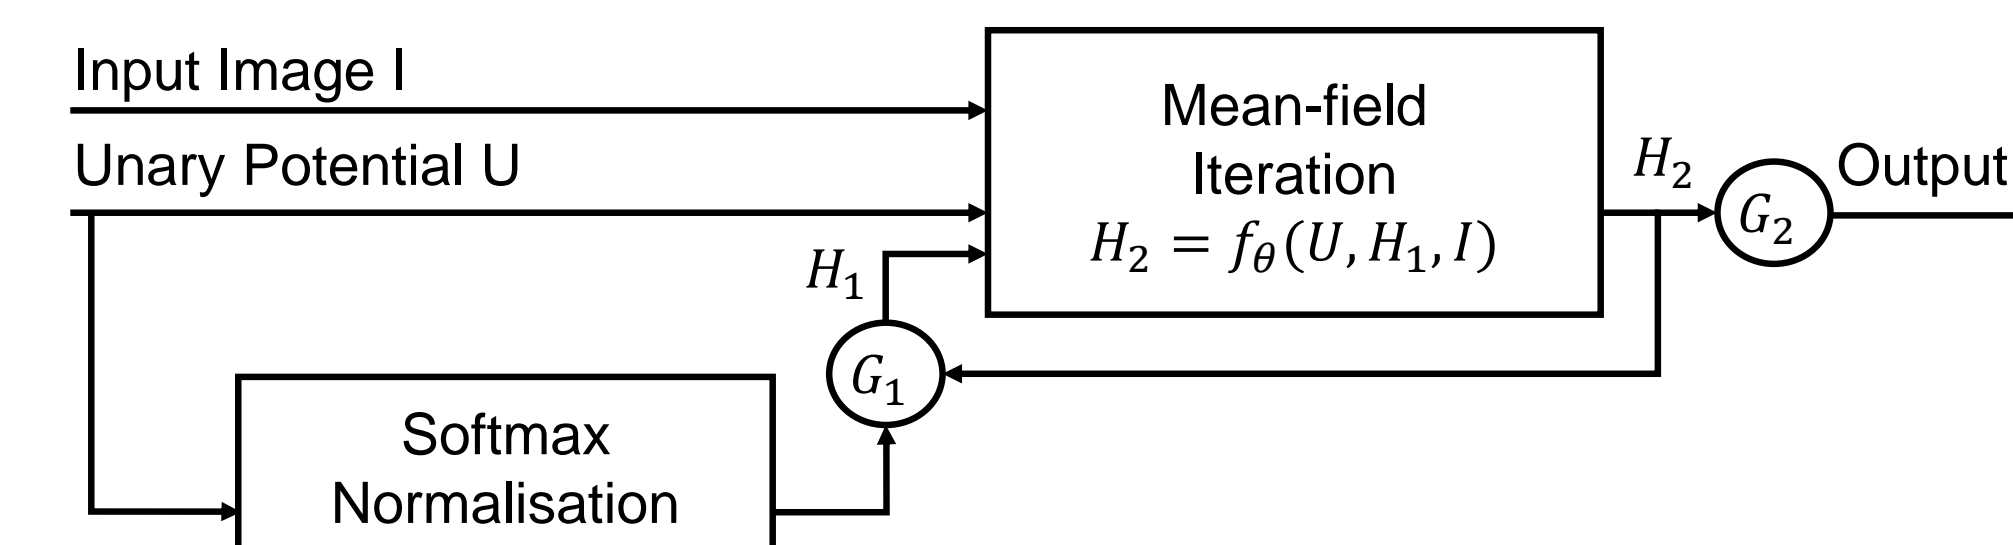 Input Image I
Unary Potential U
Mean-field
Iteration
H₂ = f_θ(U, H₁, I)
H₂
G₂
Output
H₁
G₁
Softmax
Normalisation